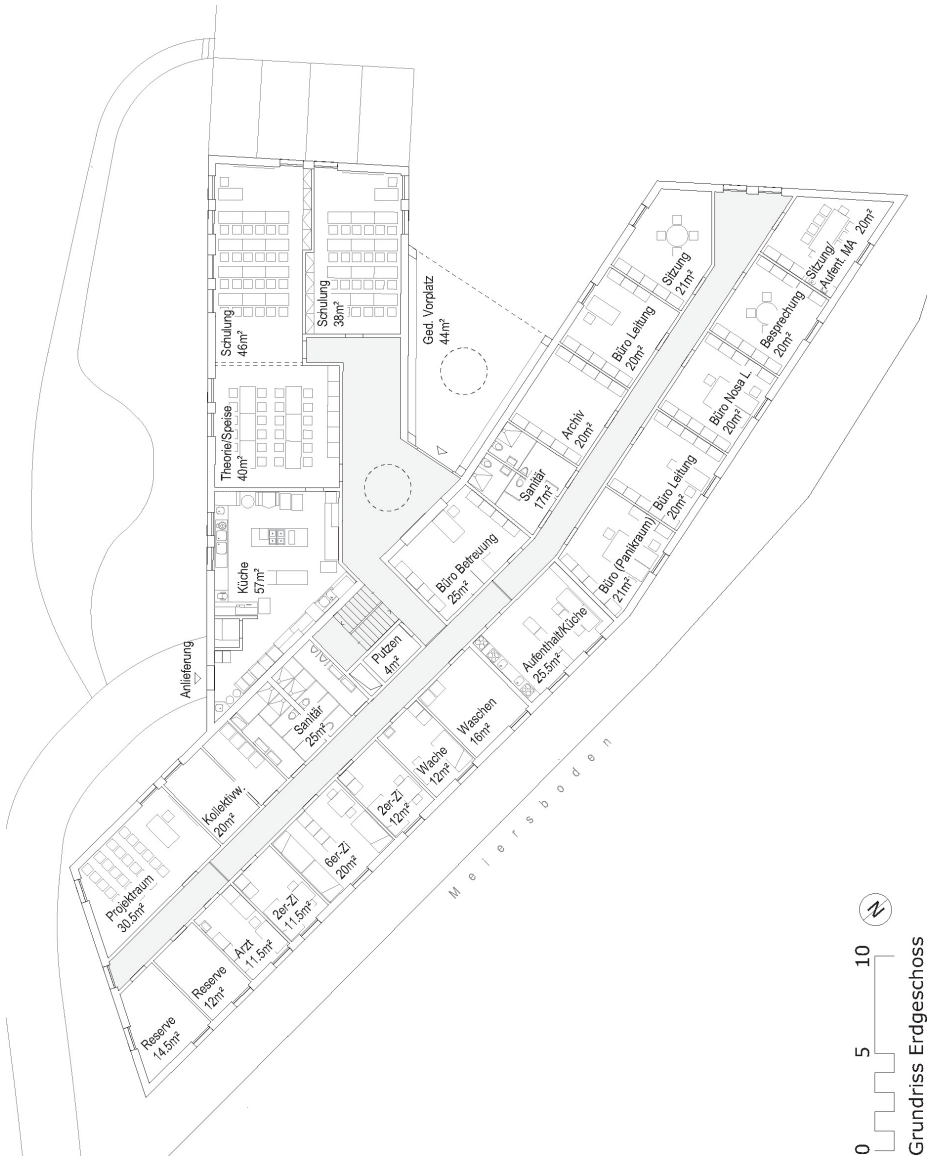 Schulung
46m²
Schulung
38m²
Ged. Vorplatz
44m²
Theorie/Speise
40m²
Küche
57m²
Anlieferung
Sitzung
21m²
Büro Leitung
20m²
Archiv
20m²
Sanitär
17m²
Büro Betreuung
25m²
Sitzung/
Aufent. MA
20m²
Besprechung
20m²
Büro Nosa L.
20m²
Büro Leitung
20m²
Büro (Panikraum)
21m²
Aufenthalt/Küche
25.5m²
Putzen
4m²
Waschen
16m²
Wache
12m²
2er-Zi
12m²
Sanitär
25m²
Kollektivw.
20m²
6er-Zi
20m²
2er-Zi
11.5m²
Projektraum
30.5m²
Arzt
11.5m²
Reserve
12m²
Reserve
14.5m²
Meiersboden
N
0 5 10
Grundriss Erdgeschoss